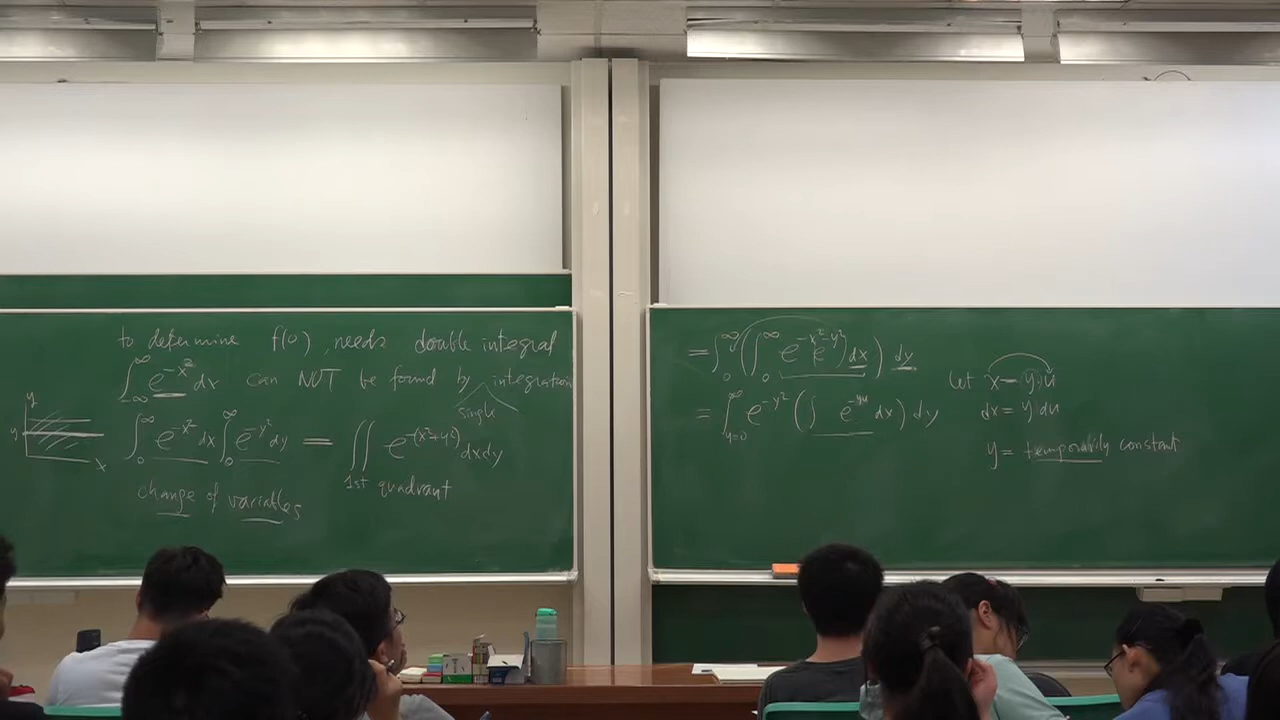 to determine f(0), needs double integral
∫_{-∞}^{∞} e^{-x²} dx can NOT be found by integration
single
y
y
x
∫_0^∞ e^{-x²} dx ∫_0^∞ e^{-y²} dy = ∬ e^{-(x²+y²)} dxdy
1st quadrant
change of variables
= ∫_0^∞ (∫_0^∞ e^{-x²-y²} dx) dy
= ∫_{y=0}^∞ e^{-y²} (∫ e^{-yu} dx) dy
let x = y·u
dx = y du
y = temporarily constant